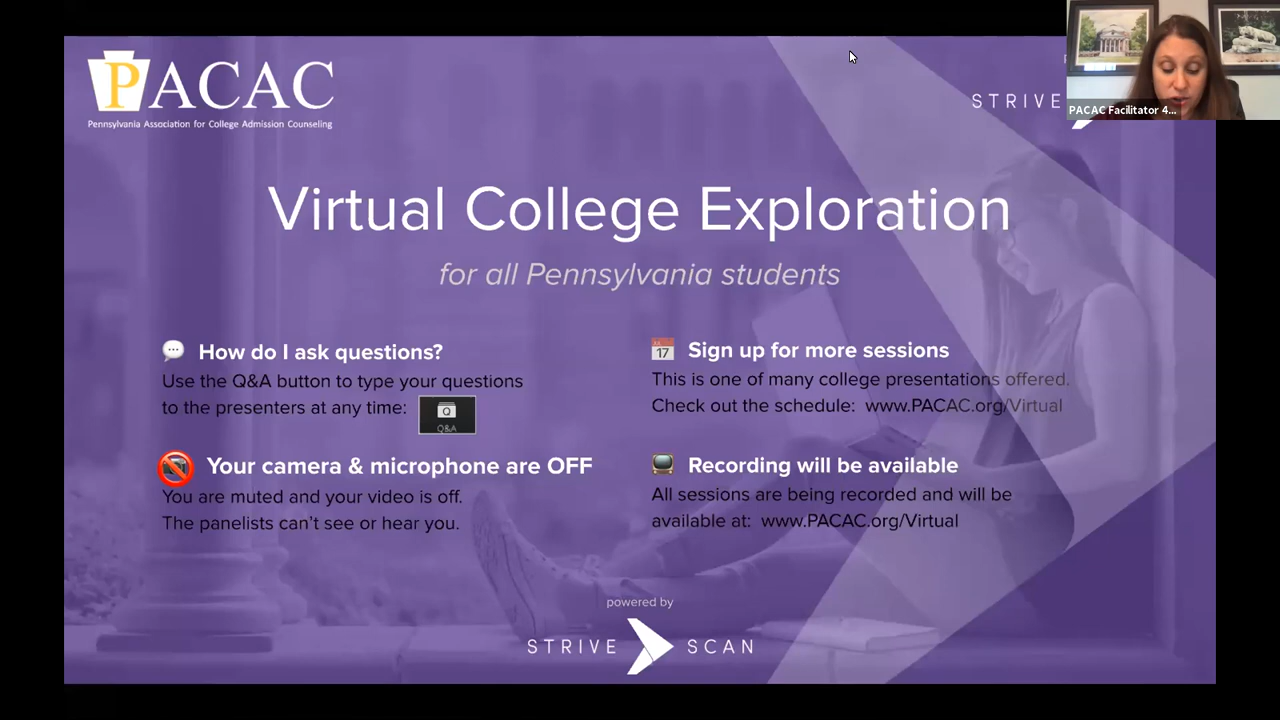 PACAC
Pennsylvania Association for College Admission Counseling
STRIVE
PACAC Facilitator 4...
Virtual College Exploration
for all Pennsylvania students
How do I ask questions?
Use the Q&A button to type your questions
to the presenters at any time:
Q
Q&A
Your camera & microphone are OFF
You are muted and your video is off.
The panelists can't see or hear you.
JUL
17
Sign up for more sessions
This is one of many college presentations offered.
Check out the schedule: www.PACAC.org/Virtual
Recording will be available
All sessions are being recorded and will be
available at: www.PACAC.org/Virtual
powered by
STRIVE SCAN